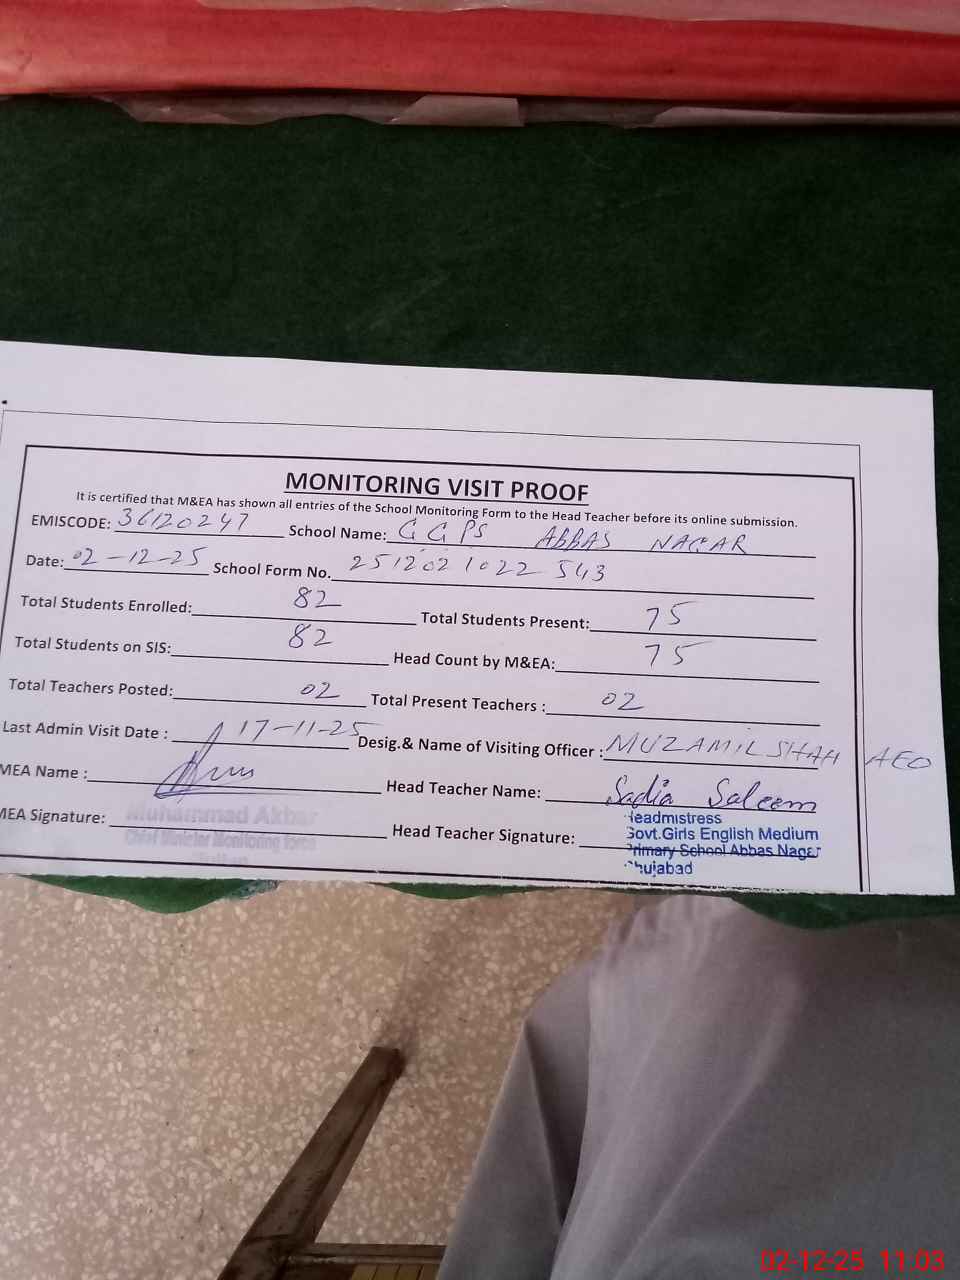 MONITORING VISIT PROOF
It is certified that M&EA has shown all entries of the School Monitoring Form to the Head Teacher before its online submission.
EMISCODE: 36120247 School Name: GGPS ABBAS NAGAR
Date: 02-12-25 School Form No. 2512021022543
Total Students Enrolled: 82 Total Students Present: 75
Total Students on SIS: 82 Head Count by M&EA: 75
Total Teachers Posted: 02 Total Present Teachers : 02
Last Admin Visit Date : 17-11-25 Desig.& Name of Visiting Officer : MUZAMIL SHAH AEO
MEA Name : Head Teacher Name: Sadia Saleem
MEA Signature: Muhammad Akbar Head Teacher Signature: Headmistress
Chief Minister Monitoring force Govt.Girls English Medium
Multan Primary School Abbas Nagar
Shujabad
02-12-25 11:03